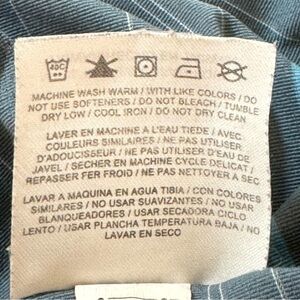 40C
MACHINE WASH WARM / WITH LIKE COLORS / DO
NOT USE SOFTENERS / DO NOT BLEACH / TUMBLE
DRY LOW / COOL IRON / DO NOT DRY CLEAN
LAVER EN MACHINE A L'EAU TIEDE / AVEC
COULEURS SIMILAIRES / NE PAS UTILISER
D'ADOUCISSEUR / NE PAS UTILISER D'EAU DE
JAVEL / SÉCHER EN MACHINE CYCLE DELICAT /
REPASSER FER FROID / NE PAS NETTOYER A SEC
LAVAR A MAQUINA EN AGUA TIBIA / CON COLORES
SIMILARES / NO USAR SUAVIZANTES / NO USAR
BLANQUEADORES / USAR SECADORA CICLO
LENTO / USAR PLANCHA TEMPERATURA BAJA / NO
LAVAR EN SECO